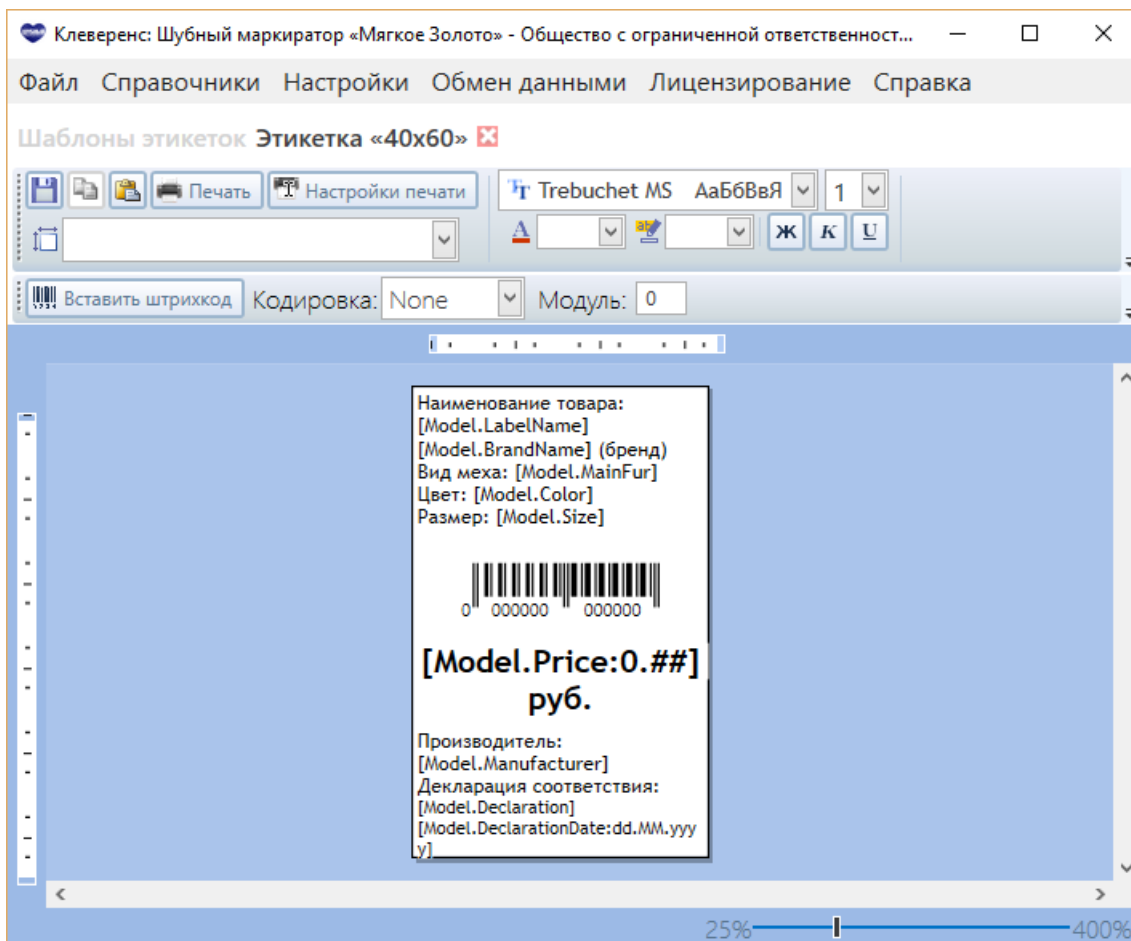 Клеверенс: Шубный маркиратор «Мягкое Золото» - Общество с ограниченной ответственност...
Файл Справочники Настройки Обмен данными Лицензирование Справка
Шаблоны этикеток Этикетка «40х60»
Печать Настройки печати Trebuchet MS АаБбВвЯ 1
Ж К U
Вставить штрихкод Кодировка: None Модуль: 0
Наименование товара:
[Model.LabelName]
[Model.BrandName] (бренд)
Вид меха: [Model.MainFur]
Цвет: [Model.Color]
Размер: [Model.Size]
0 000000 000000
[Model.Price:0.##]
руб.
Производитель:
[Model.Manufacturer]
Декларация соответствия:
[Model.Declaration]
[Model.DeclarationDate:dd.MM.yyy
y]
25% 400%